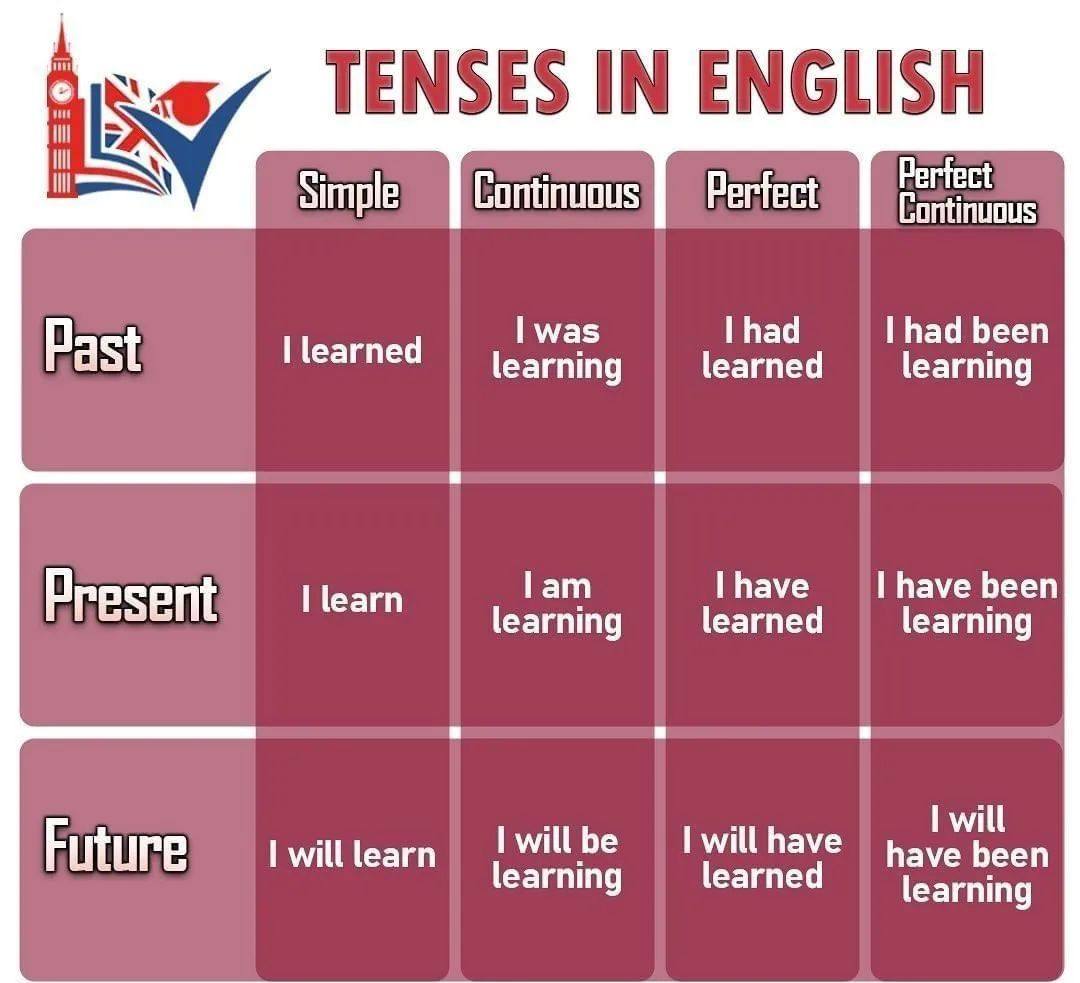 TENSES IN ENGLISH
Simple
Continuous
Perfect
Perfect
Continuous
Past
I learned
I was
learning
I had
learned
I had been
learning
Present
I learn
I am
learning
I have
learned
I have been
learning
Future
I will learn
I will be
learning
I will have
learned
I will
have been
learning